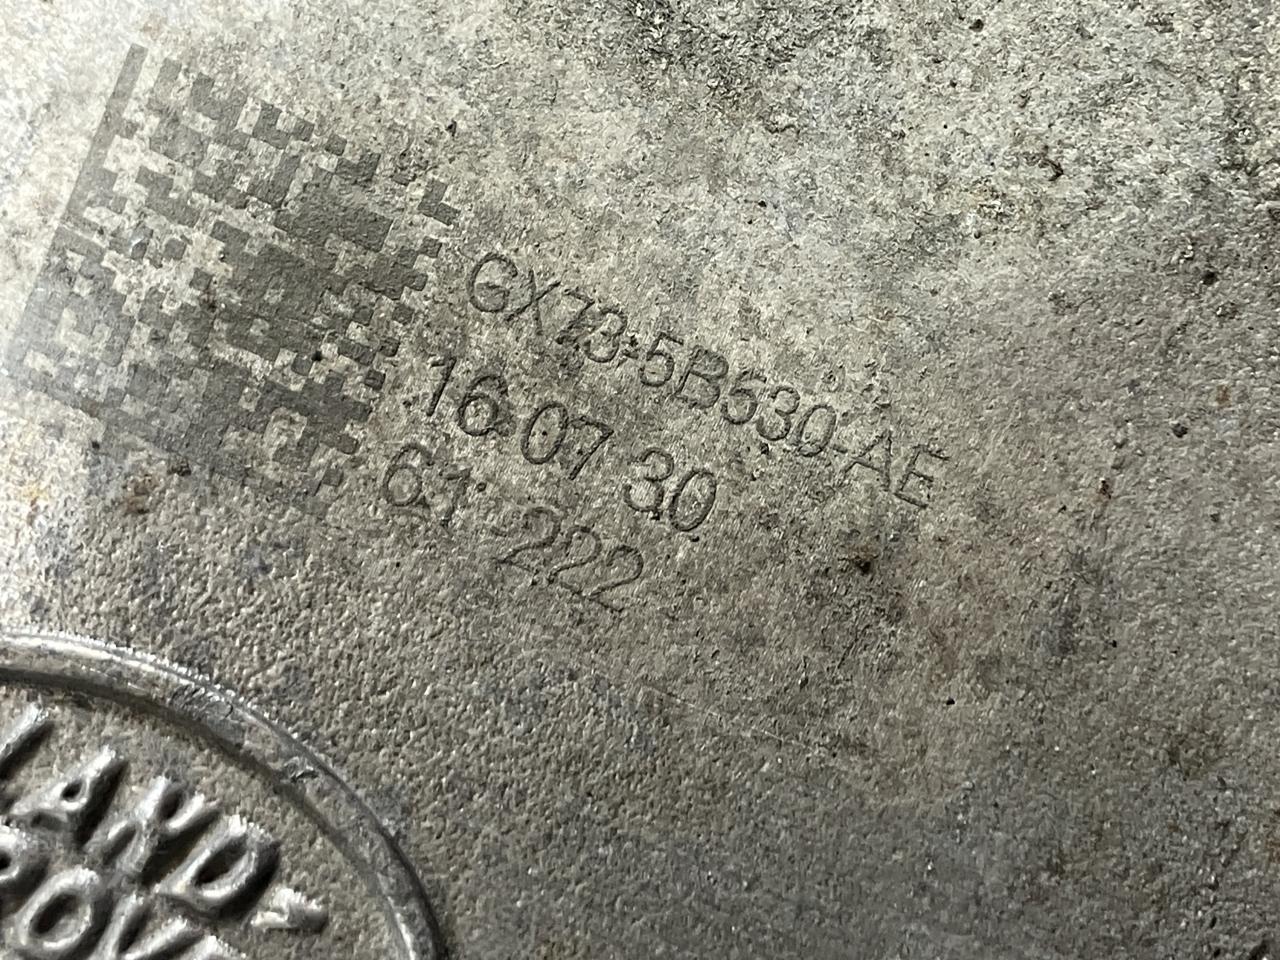 GX73-5B530-AE
16 07 30
61 -222
LAND-
ROVE